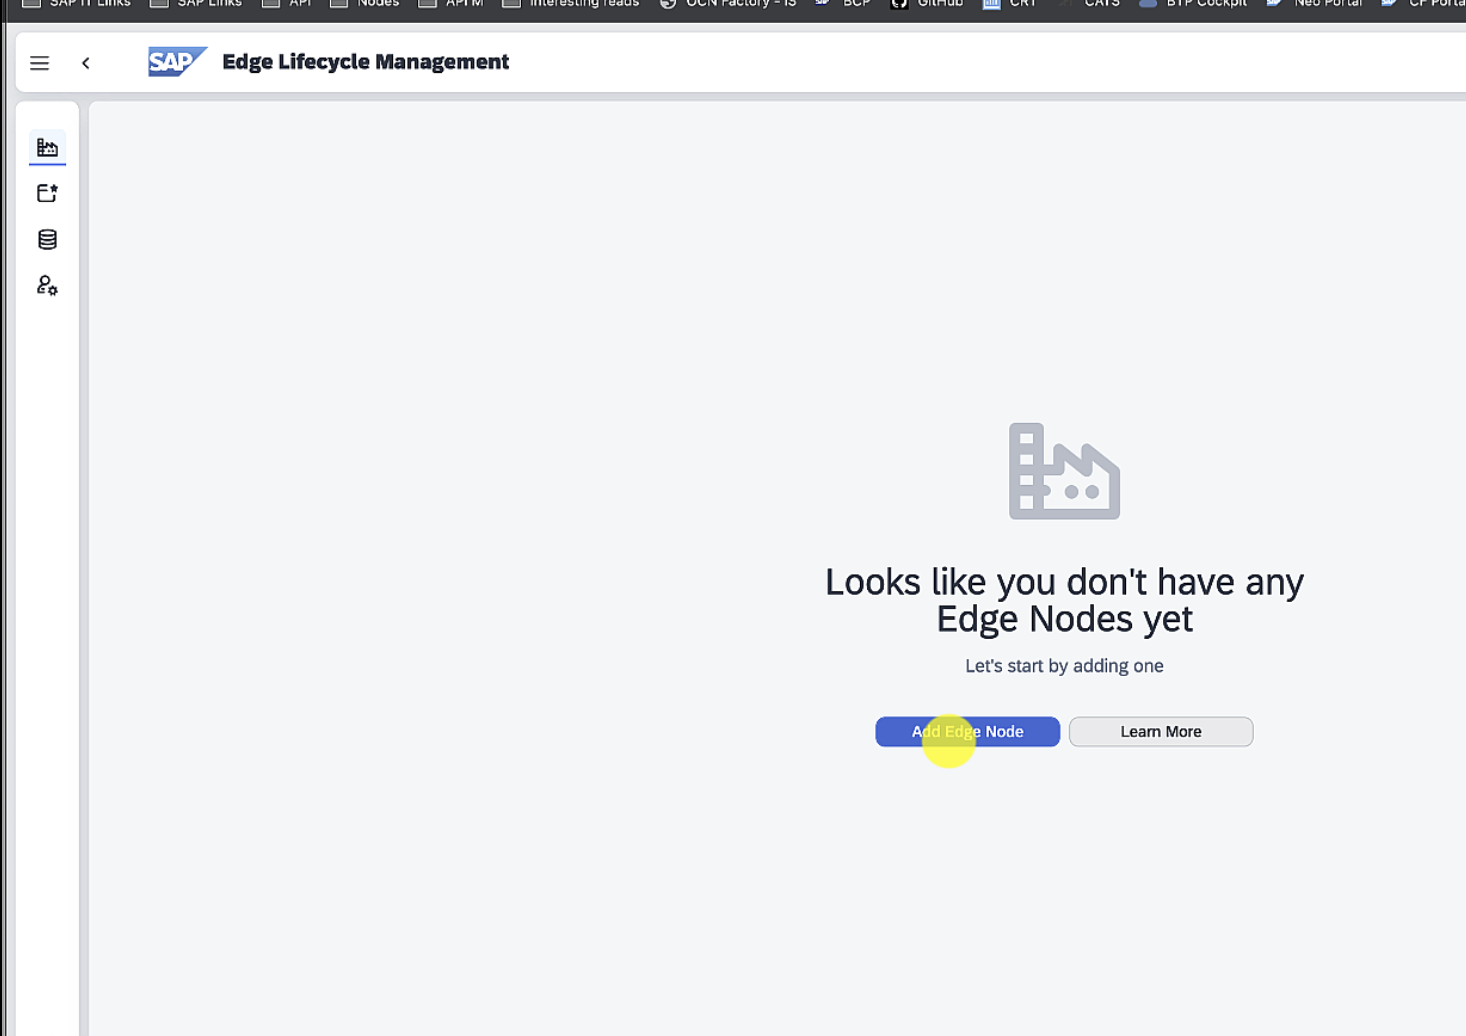 SAP IT Links SAP Links API Nodes API M Interesting reads OCN Factory - IS BCP GitHub CRT CATS BTP Cockpit Neo Portal CF Porta
SAP Edge Lifecycle Management
Looks like you don't have any
Edge Nodes yet
Let's start by adding one
Add Edge Node Learn More